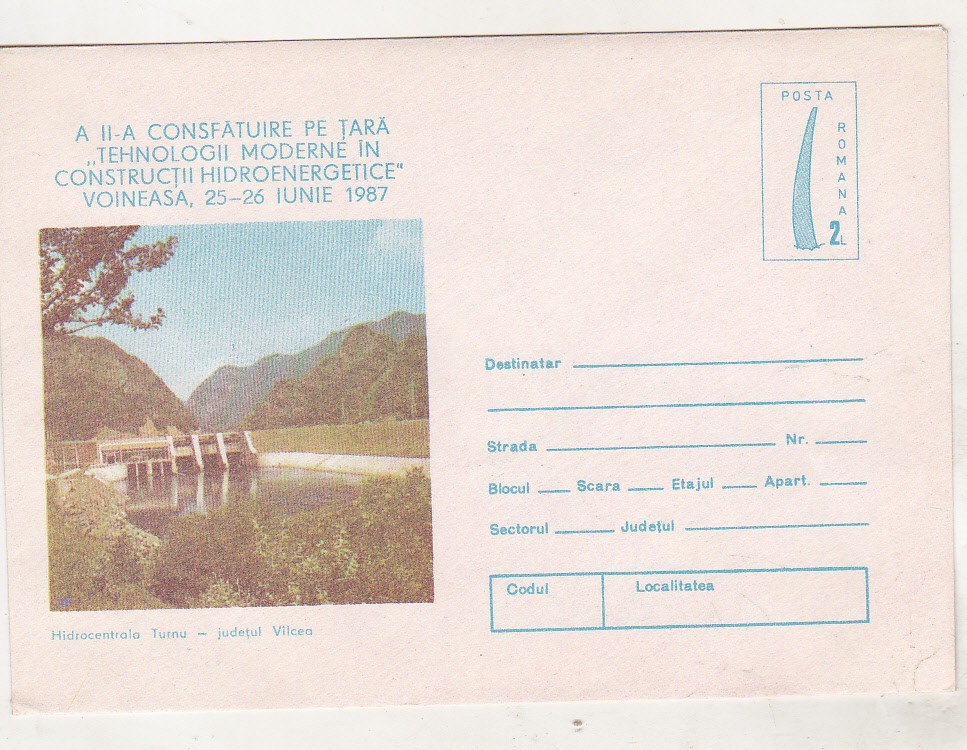 A II-A CONSFĂTUIRE PE ȚARĂ
„TEHNOLOGII MODERNE ÎN
CONSTRUCȚII HIDROENERGETICE"
VOINEASA, 25-26 IUNIE 1987
POSTA
ROMANA
2L
Destinatar
Strada Nr.
Blocul Scara Etajul Apart.
Sectorul Județul
Codul Localitatea
Hidrocentrala Turnu – județul Vîlcea